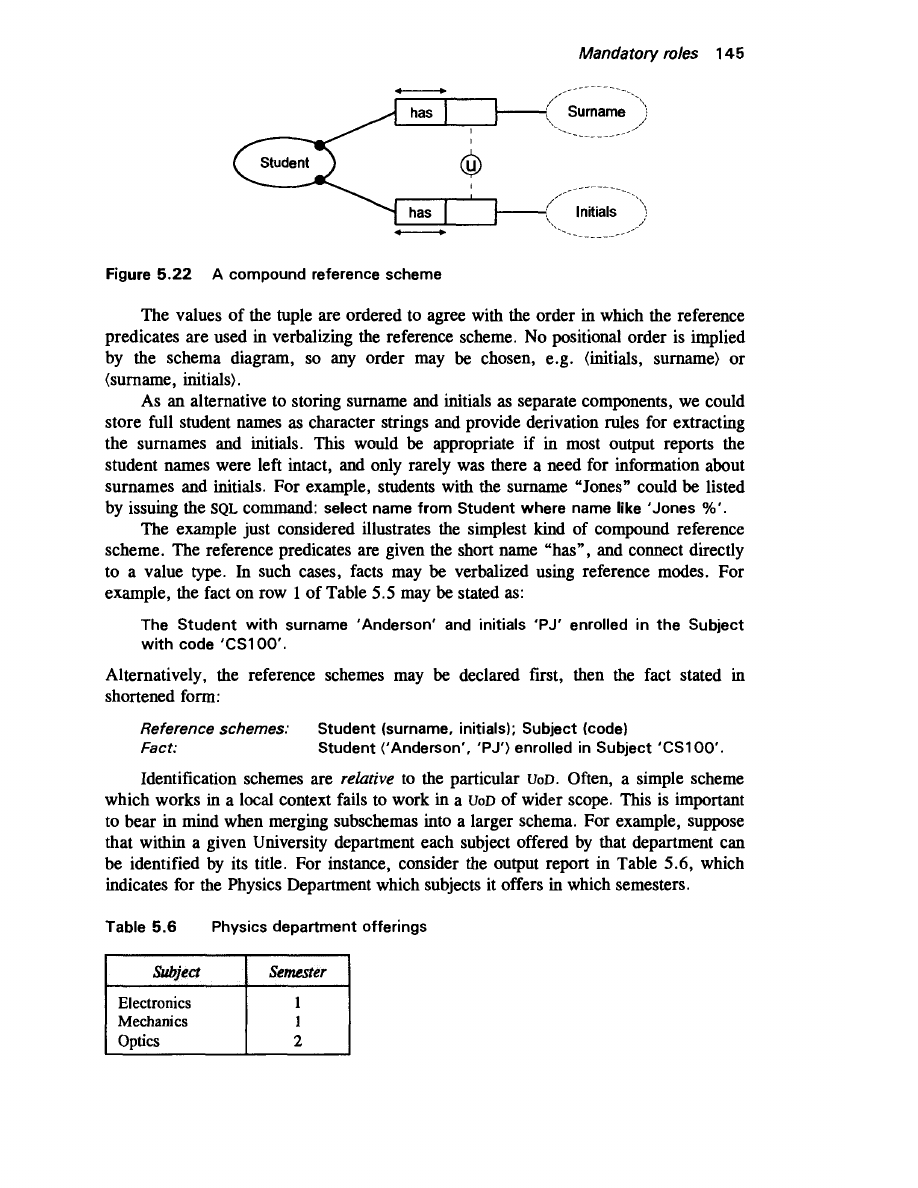 Mandatory roles 145
has
Surname
Student
U
has
Initials
Figure 5.22 A compound reference scheme
The values of the tuple are ordered to agree with the order in which the reference
predicates are used in verbalizing the reference scheme. No positional order is implied
by the schema diagram, so any order may be chosen, e.g. ⟨initials, surname⟩ or
⟨surname, initials⟩.
As an alternative to storing surname and initials as separate components, we could
store full student names as character strings and provide derivation rules for extracting
the surnames and initials. This would be appropriate if in most output reports the
student names were left intact, and only rarely was there a need for information about
surnames and initials. For example, students with the surname “Jones” could be listed
by issuing the SQL command: select name from Student where name like 'Jones %'.
The example just considered illustrates the simplest kind of compound reference
scheme. The reference predicates are given the short name “has”, and connect directly
to a value type. In such cases, facts may be verbalized using reference modes. For
example, the fact on row 1 of Table 5.5 may be stated as:
The Student with surname 'Anderson' and initials 'PJ' enrolled in the Subject
with code 'CS100'.
Alternatively, the reference schemes may be declared first, then the fact stated in
shortened form:
Reference schemes: Student (surname, initials); Subject (code)
Fact: Student ('Anderson', 'PJ') enrolled in Subject 'CS100'.
Identification schemes are relative to the particular UoD. Often, a simple scheme
which works in a local context fails to work in a UoD of wider scope. This is important
to bear in mind when merging subschemas into a larger schema. For example, suppose
that within a given University department each subject offered by that department can
be identified by its title. For instance, consider the output report in Table 5.6, which
indicates for the Physics Department which subjects it offers in which semesters.
Table 5.6 Physics department offerings
Subject Semester
Electronics 1
Mechanics 1
Optics 2